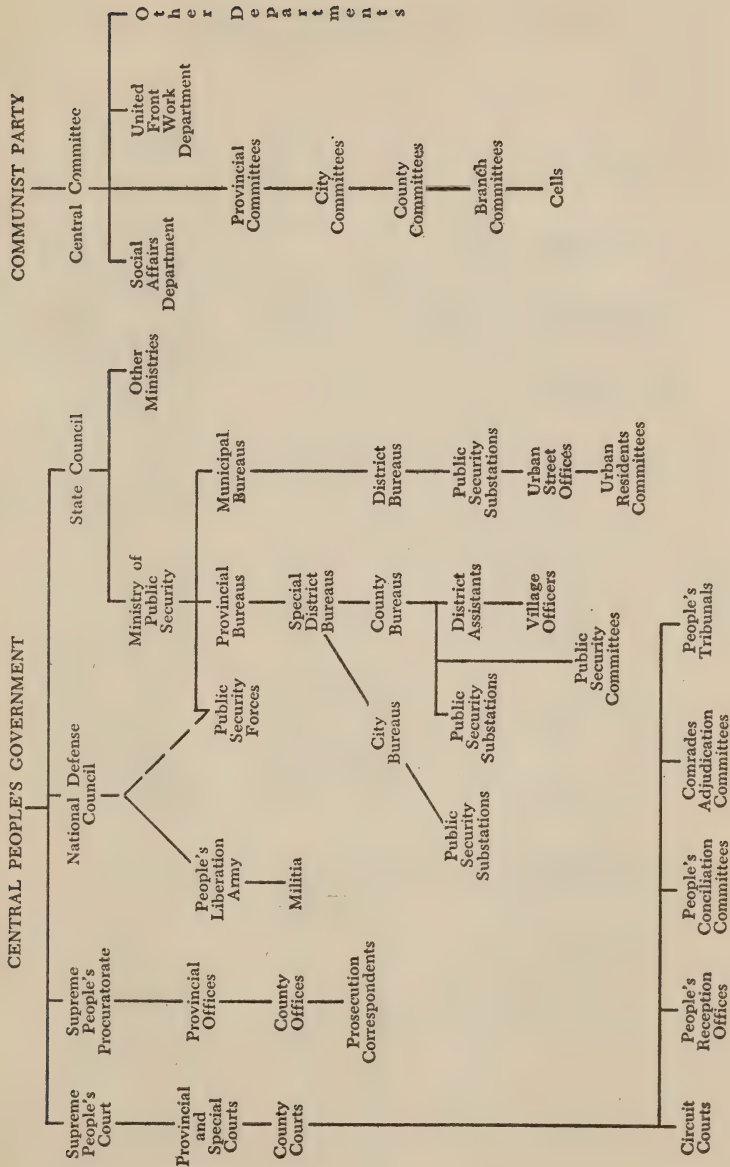 CENTRAL PEOPLE'S GOVERNMENT
COMMUNIST PARTY
Supreme
People's
Court
Supreme
People's
Procuratorate
National Defense
Council
State Council
Central Committee
Provincial
and
Special
Courts
County
Courts
Provincial
Offices
County
Offices
Prosecution
Correspondents
People's
Liberation
Army
Militia
Public
Security
Forces
Ministry of
Public
Security
Other
Ministries
Provincial
Bureaus
Municipal
Bureaus
Special
District
Bureaus
City
Bureaus
Public
Security
Substations
County
Bureaus
Public
Security
Substations
Public
Security
Committees
District
Assistants
Village
Officers
District
Bureaus
Public
Security
Substations
Urban
Street
Offices
Urban
Residents
Committees
Social
Affairs
Department
United
Front
Work
Department
Other Departments
Provincial
Committees
City
Committees
County
Committees
Branch
Committees
Cells
Circuit
Courts
People's
Reception
Offices
People's
Conciliation
Committees
Comrades
Adjudication
Committees
People's
Tribunals